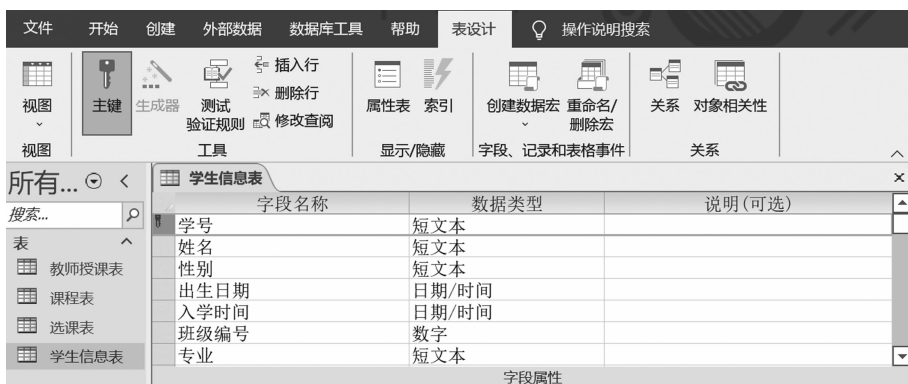 文件 开始 创建 外部数据 数据库工具 帮助 表设计 操作说明搜索
视图 主键 生成器 测试验证规则 插入行 删除行 修改查阅 属性表 索引 创建数据宏 重命名/删除宏 关系 对象相关性
视图 工具 显示/隐藏 字段、记录和表格事件 关系
所有... 学生信息表
搜索...
表
教师授课表
课程表
选课表
学生信息表
字段名称 数据类型 说明(可选)
学号 短文本
姓名 短文本
性别 短文本
出生日期 日期/时间
入学时间 日期/时间
班级编号 数字
专业 短文本
字段属性